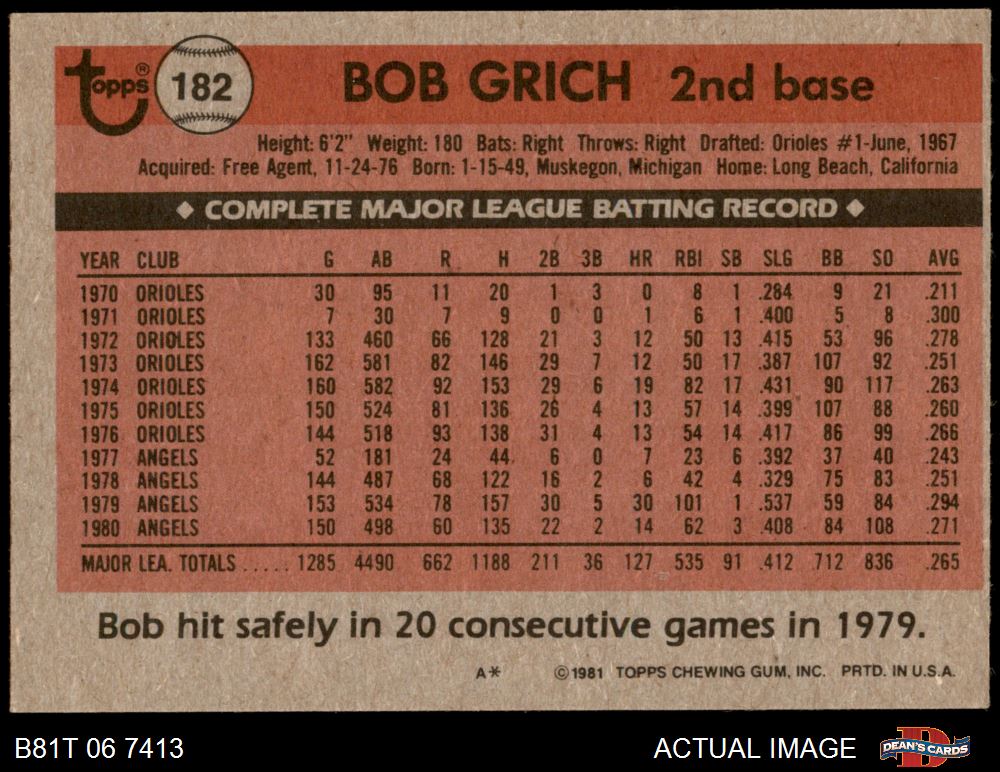 Topps ® 182 BOB GRICH 2nd base
Height: 6'2" Weight: 180 Bats: Right Throws: Right Drafted: Orioles #1-June, 1967
Acquired: Free Agent, 11-24-76 Born: 1-15-49, Muskegon, Michigan Home: Long Beach, California
◆ COMPLETE MAJOR LEAGUE BATTING RECORD ◆
YEAR CLUB G AB R H 2B 3B HR RBI SB SLG BB SO AVG
1970 ORIOLES 30 95 11 20 1 3 0 8 1 .284 9 21 .211
1971 ORIOLES 7 30 7 9 0 0 1 6 1 .400 5 8 .300
1972 ORIOLES 133 460 66 128 21 3 12 50 13 .415 53 96 .278
1973 ORIOLES 162 581 82 146 29 7 12 50 17 .387 107 92 .251
1974 ORIOLES 160 582 92 153 29 6 19 82 17 .431 90 117 .263
1975 ORIOLES 150 524 81 136 26 4 13 57 14 .399 107 88 .260
1976 ORIOLES 144 518 93 138 31 4 13 54 14 .417 86 99 .266
1977 ANGELS 52 181 24 44 6 0 7 23 6 .392 37 40 .243
1978 ANGELS 144 487 68 122 16 2 6 42 4 .329 75 83 .251
1979 ANGELS 153 534 78 157 30 5 30 101 1 .537 59 84 .294
1980 ANGELS 150 498 60 135 22 2 14 62 3 .408 84 108 .271
MAJOR LEA. TOTALS ..... 1285 4490 662 1188 211 36 127 535 91 .412 712 836 .265
Bob hit safely in 20 consecutive games in 1979.
A* ©1981 TOPPS CHEWING GUM, INC. PRTD. IN U.S.A.
B81T 06 7413 ACTUAL IMAGE D DEAN'S CARDS